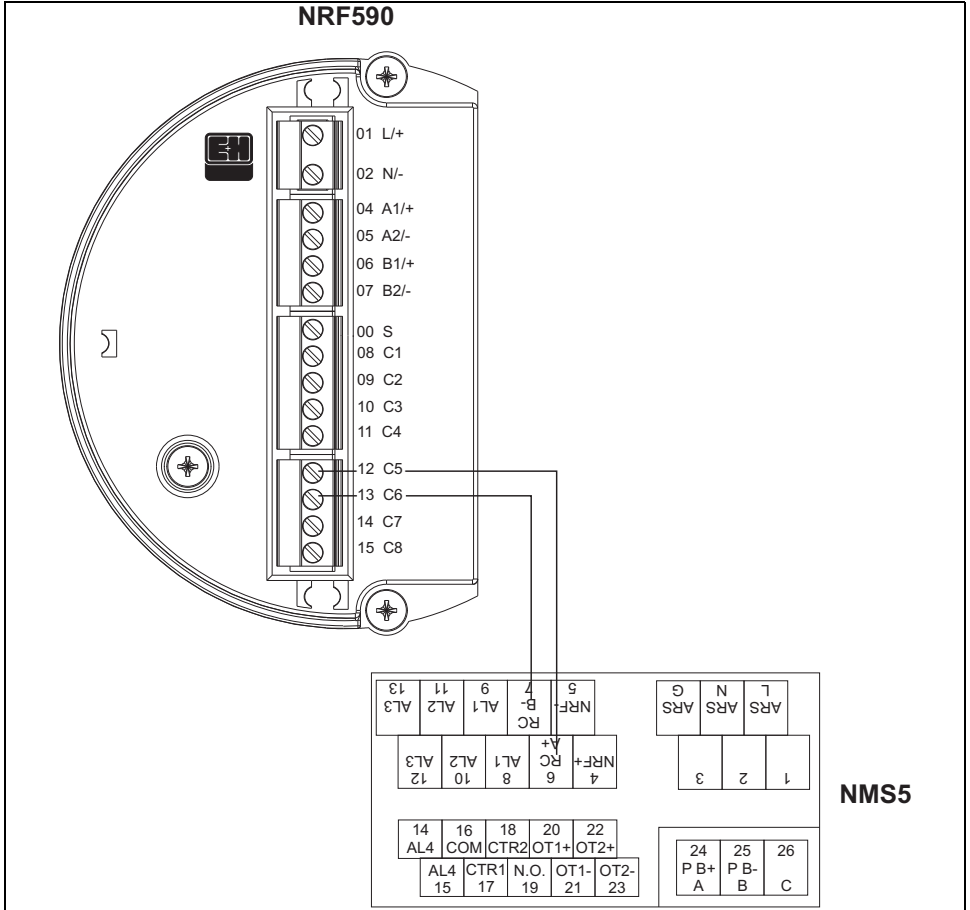 NRF590
E+H
01 L/+
02 N/-
04 A1/+
05 A2/-
06 B1/+
07 B2/-
00 S
08 C1
09 C2
10 C3
11 C4
12 C5
13 C6
14 C7
15 C8
13 11 9 7 5
AL3 AL2 AL1 RC B- NRF-
G N L
ARS ARS ARS
AL3 AL2 AL1 RC A+ NRF+
12 10 8 6 4
3 2 1
NMS5
14 16 18 20 22
AL4 COM CTR2 OT1+ OT2+
AL4 CTR1 N.O. OT1- OT2-
15 17 19 21 23
24 25 26
P B+ P B-
A B C